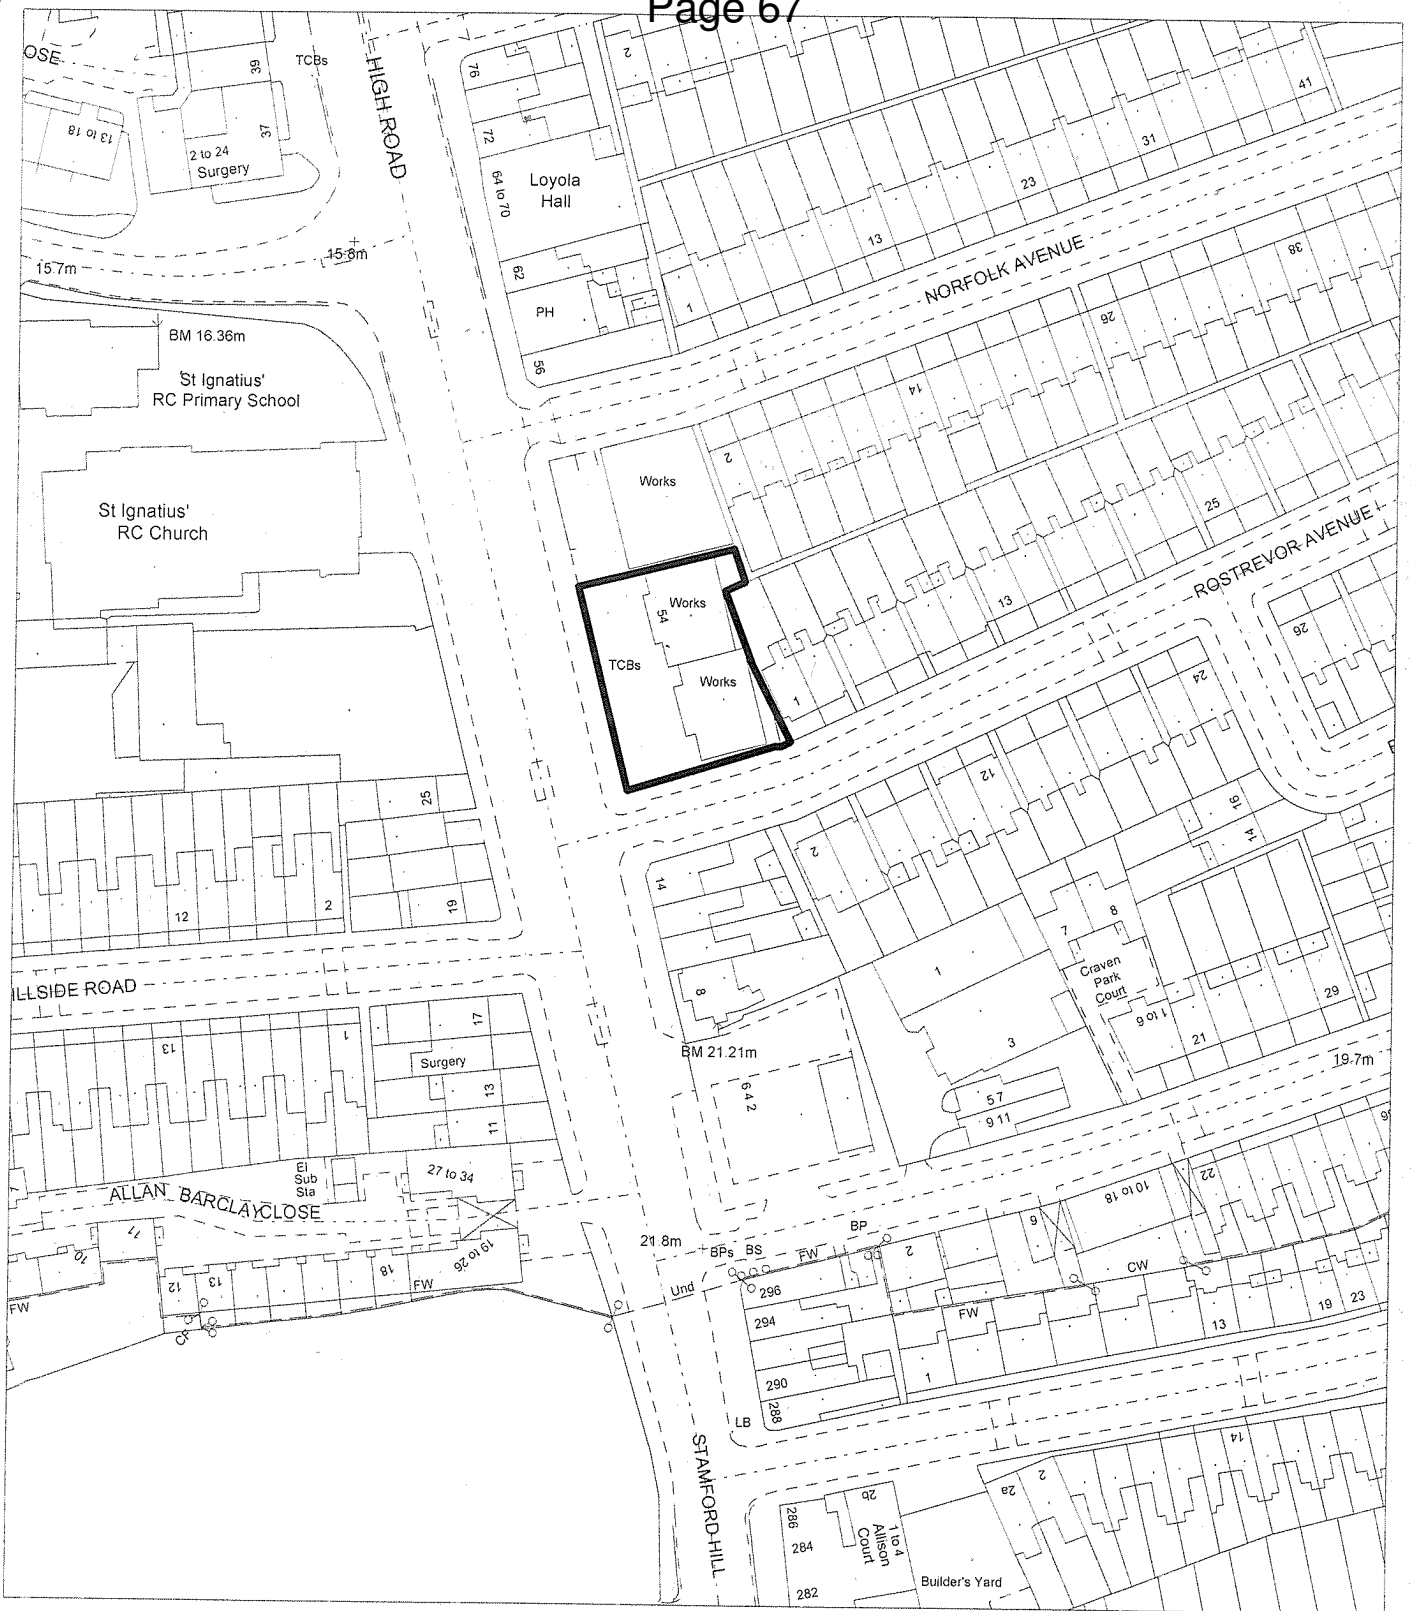 Page 67
OSE
39
TCBs
HIGH ROAD
76
2
41
13 to 18
37
72
31
2 to 24
Surgery
64 to 70
Loyola
Hall
23
13
15.8m
15.7m
62
NORFOLK AVENUE
38
PH
1
BM 16.36m
26
56
St Ignatius'
RC Primary School
14
2
Works
St Ignatius'
RC Church
25
ROSTREVOR AVENUE
Works
54
13
26
TCBs
Works
1
24
12
25
16
14
2
14
12
2
19
8
7
1
Craven
Park
Court
8
ILLSIDE ROAD
1 to 6
29
13
1
17
21
3
BM 21.21m
Surgery
19.7m
642
57
13
9 11
11
El
Sub
Sta
27 to 34
22
10 to 18
ALLAN BARCLAY CLOSE
77
70
9
BP
21.8m
BPs
BS
FW
2
19 to 26
18
13
12
FW
Und
CW
296
FW
FW
294
19
23
13
CF
290
1
288
LB
14
STAMFORD HILL
2
2a
2b
286
1 to 4
Allison
Court
284
282
Builder's Yard